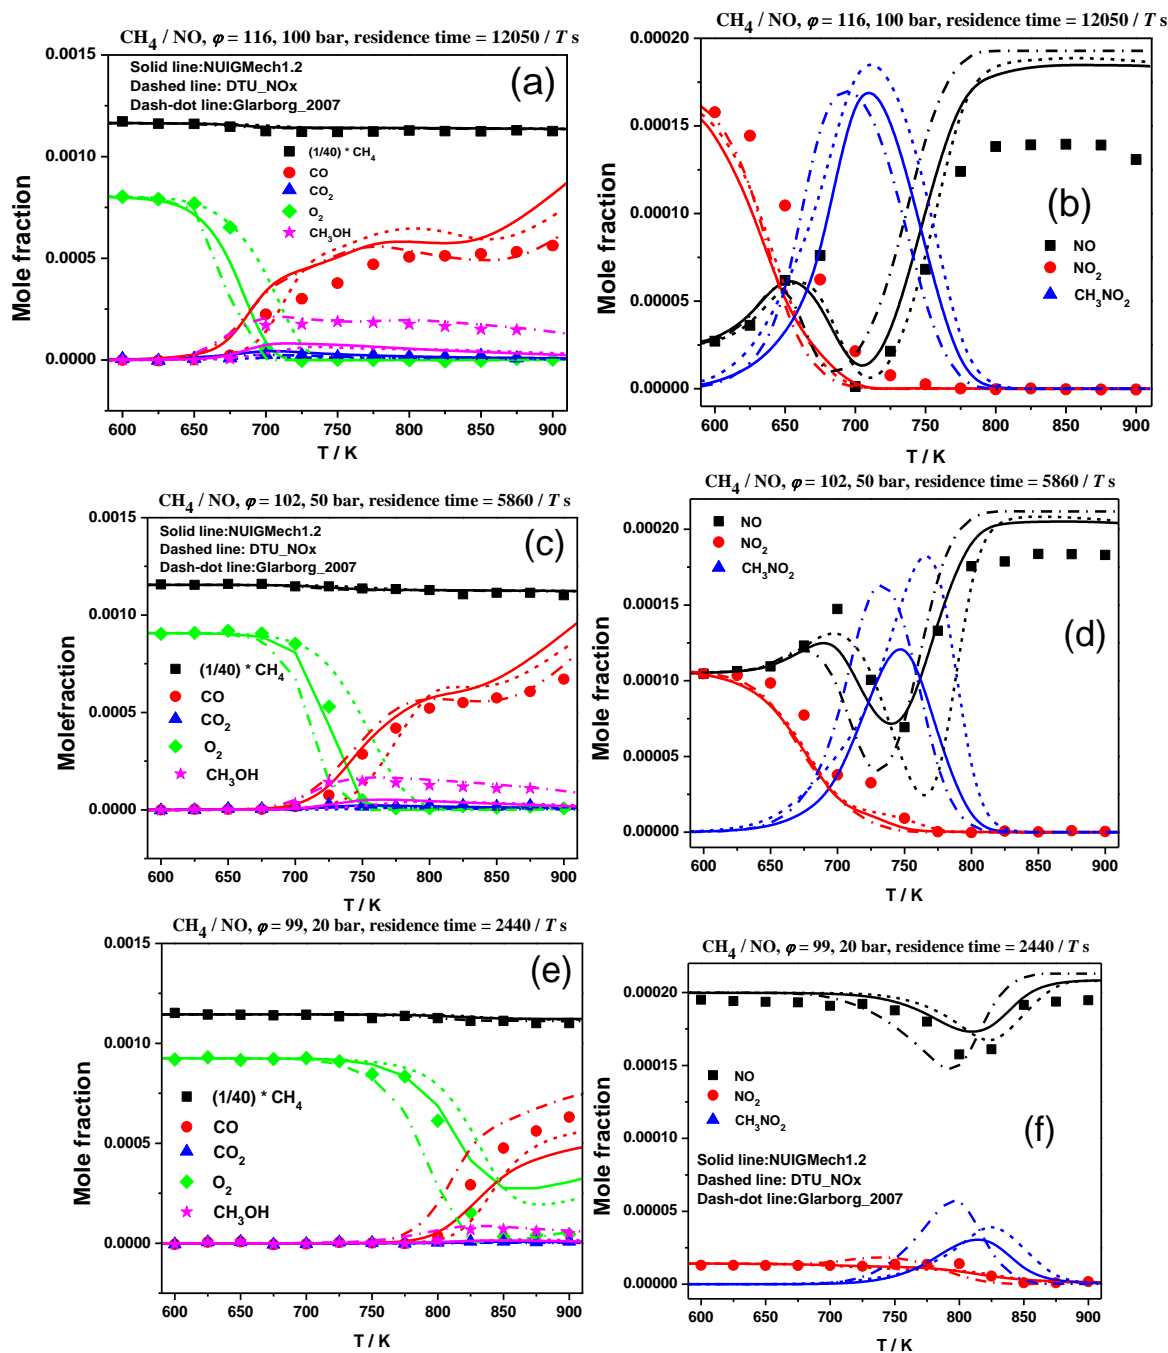 CH4 / NO, φ = 116, 100 bar, residence time = 12050 / T s
0.0015
0.0010
0.0005
0.0000
Mole fraction
Solid line:NUIGMech1.2
Dashed line: DTU_NOx
Dash-dot line:Glarborg_2007
(a)
(1/40) * CH4
CO
CO2
O2
CH3OH
600 650 700 750 800 850 900
T / K
CH4 / NO, φ = 116, 100 bar, residence time = 12050 / T s
0.00020
0.00015
0.00010
0.00005
0.00000
Mole fraction
(b)
NO
NO2
CH3NO2
600 650 700 750 800 850 900
T / K
CH4 / NO, φ = 102, 50 bar, residence time = 5860 / T s
0.0015
0.0010
0.0005
0.0000
Molefraction
Solid line:NUIGMech1.2
Dashed line: DTU_NOx
Dash-dot line:Glarborg_2007
(c)
(1/40) * CH4
CO
CO2
O2
CH3OH
600 650 700 750 800 850 900
T / K
CH4 / NO, φ = 102, 50 bar, residence time = 5860 / T s
0.00020
0.00015
0.00010
0.00005
0.00000
Mole fraction
NO
NO2
CH3NO2
(d)
600 650 700 750 800 850 900
T / K
CH4 / NO, φ = 99, 20 bar, residence time = 2440 / T s
0.0015
0.0010
0.0005
0.0000
Mole fraction
(e)
(1/40) * CH4
CO
CO2
O2
CH3OH
600 650 700 750 800 850 900
T / K
CH4 / NO, φ = 99, 20 bar, residence time = 2440 / T s
0.00020
0.00015
0.00010
0.00005
0.00000
Mole fraction
NO
NO2
CH3NO2
(f)
Solid line:NUIGMech1.2
Dashed line: DTU_NOx
Dash-dot line:Glarborg_2007
600 650 700 750 800 850 900
T / K